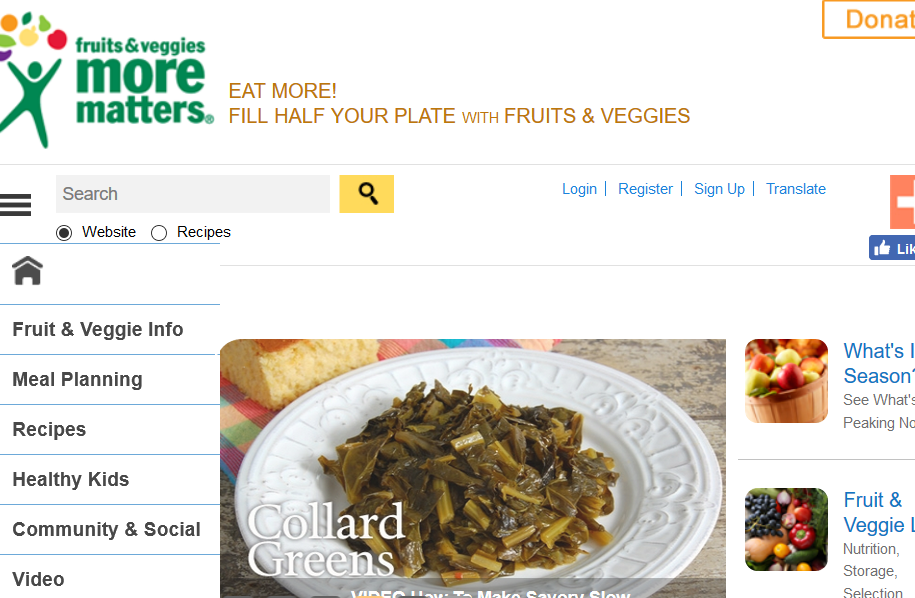 Donat
fruits & veggies
more
matters®
EAT MORE!
FILL HALF YOUR PLATE WITH FRUITS & VEGGIES
Search
Login | Register | Sign Up | Translate
Website Recipes
Lik
Fruit & Veggie Info
Meal Planning
Recipes
Healthy Kids
Community & Social
Video
Collard
Greens
VIDEO How: To Make Savory Slow
What's I
Season?
See What's
Peaking No
Fruit &
Veggie L
Nutrition,
Storage,
Selection